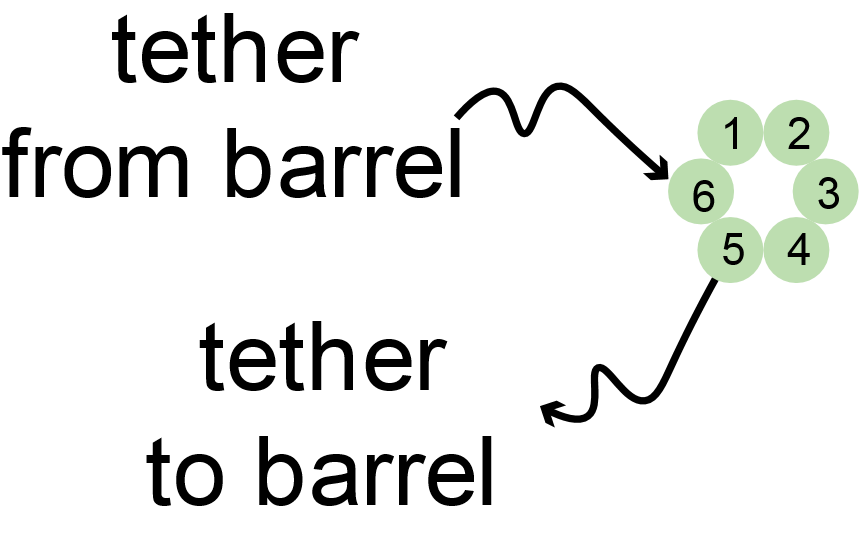 tether
from barrel
1 2
6 3
5 4
tether
to barrel